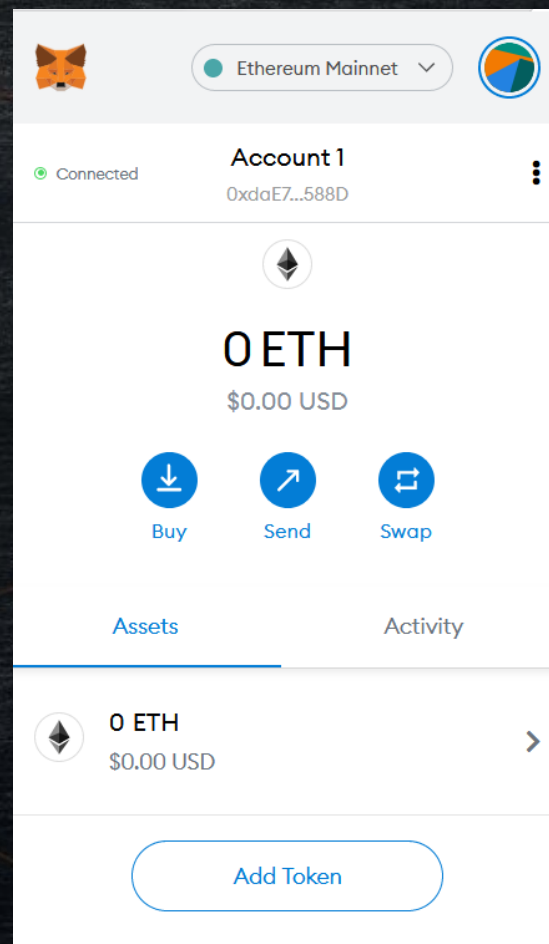 Ethereum Mainnet
Connected
Account 1
0xdaE7...588D
0 ETH
$0.00 USD
Buy
Send
Swap
Assets
Activity
0 ETH
$0.00 USD
Add Token